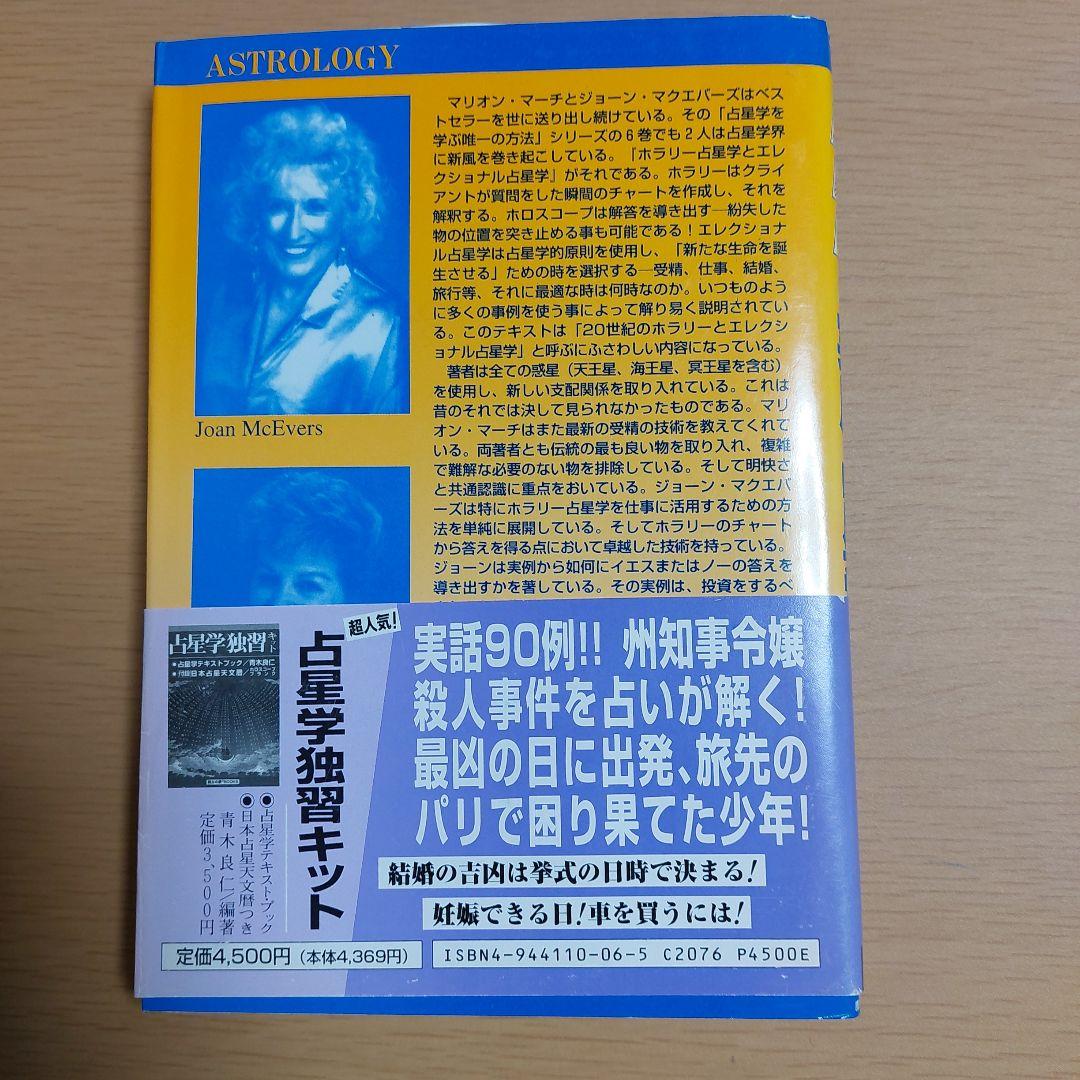 ASTROLOGY
マリオン・マーチとジョーン・マクエバーズはベス
トセラーを世に送り出し続けている。その「占星学を
学ぶ唯一の方法」シリーズの6巻でも2人は占星学界
に新風を巻き起こしている。『ホラリー占星学とエレ
クショナル占星学』がそれである。ホラリーはクライ
アントが質問をした瞬間のチャートを作成し、それを
解釈する。ホロスコープは解答を導き出す―紛失した
物の位置を突き止める事も可能である!エレクショナ
ル占星学は占星学的原則を使用し、「新たな生命を誕
生させる」ための時を選択する―受精、仕事、結婚、
旅行等、それに最適な時は何時なのか。いつものよう
に多くの事例を使う事によって解り易く説明されてい
る。このテキストは「20世紀のホラリーとエレクシ
ョナル占星学」と呼ぶにふさわしい内容になっている。
著者は全ての惑星(天王星、海王星、冥王星を含む)
を使用し、新しい支配関係を取り入れている。これは
昔のそれでは決して見られなかったものである。マリ
オン・マーチはまた最新の受精の技術を教えてくれて
いる。両著者とも伝統の最も良い物を取り入れ、複雑
で難解な必要のない物を排除している。そして明快さ
と共通認識に重点をおいている。ジョーン・マクエバ
ーズは特にホラリー占星学を仕事に活用するための方
法を単純に展開している。そしてホラリーのチャート
から答えを得る点において卓越した技術を持っている。
ジョーンは実例から如何にイエスまたはノーの答えを
導き出すかを著している。その実例は、投資をするべ
Joan McEvers
超人気!
占星学独習キット
占星学独習キット
●占星学テキストブック/青木良仁
●付録日本占星天文暦/ホロスコープブランク
●占星学テキスト・ブック
●日本占星天文暦つき
青木良仁/編著
定価3,500円
実話90例!! 州知事令嬢
殺人事件を占いが解く!
最凶の日に出発、旅先の
パリで困り果てた少年!
結婚の吉凶は挙式の日時で決まる!
妊娠できる日!車を買うには!
定価4,500円(本体4,369円)
ISBN4-944110-06-5 C2076 P4500E